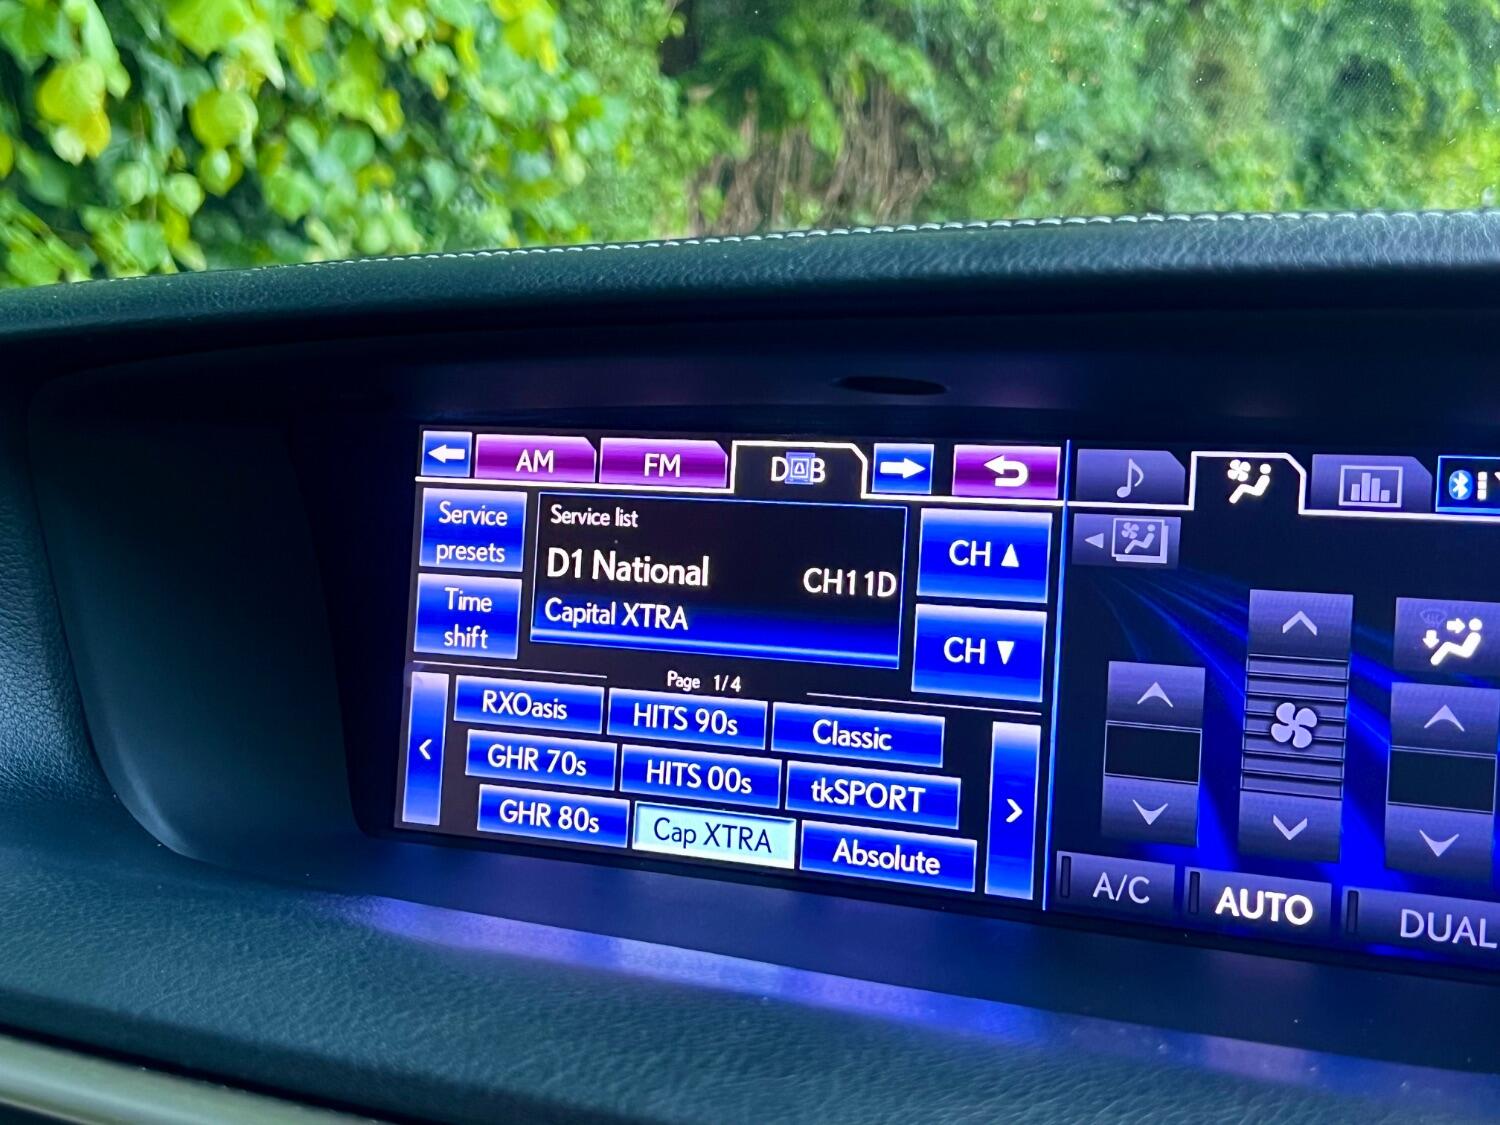 AM
FM
DAB
Service
presets
Time
shift
Service list
D1 National
CH11D
Capital XTRA
CH▲
CH▼
Page 1/4
RXOasis
HITS 90s
Classic
GHR 70s
HITS 00s
tkSPORT
GHR 80s
Cap XTRA
Absolute
A/C
AUTO
DUAL